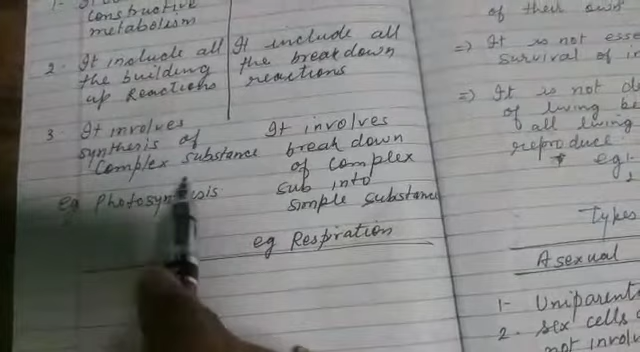 constructive
metabolism
2. It include all
the building
up Reactions
It include all
the breakdown
reactions
3 It involves
synthesis of
Complex substance
eg Photosynthesis
It involves
break down
of complex
sub into
simple substance
eg Respiration
of their own
⇒ It is not esse
survival of i
⇒ It is not
of living be
all living
reproduce
eg:-
Types
Asexual
1- Uniparent
2. sex cells
not involv